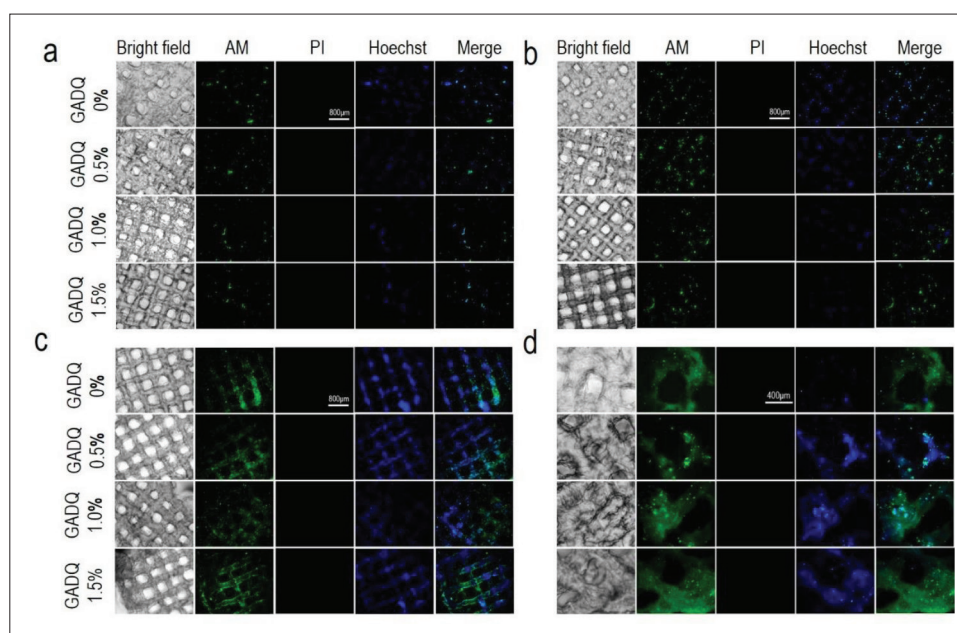 a
Bright field AM PI Hoechst Merge
GADQ 0%
800μm
GADQ 0.5%
GADQ 1.0%
GADQ 1.5%
b
Bright field AM PI Hoechst Merge
800μm
c
GADQ 0%
800μm
GADQ 0.5%
GADQ 1.0%
GADQ 1.5%
d
400μm